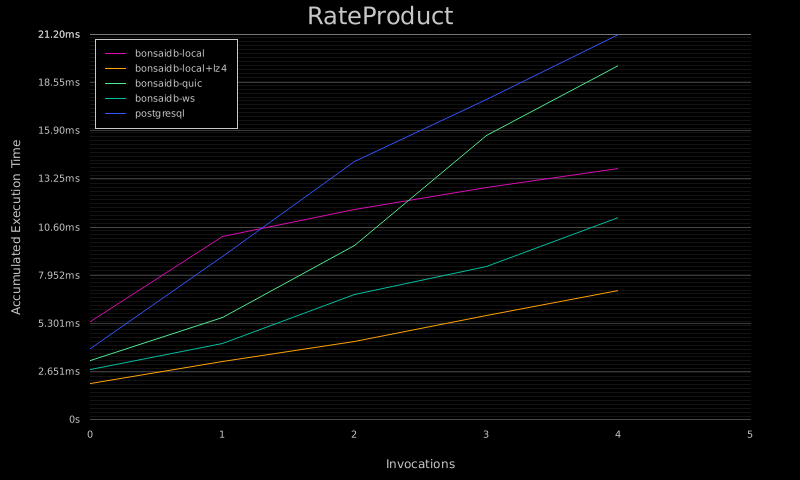 RateProduct
21.20ms
bonsaidb-local
bonsaidb-local+lz4
18.55ms
bonsaidb-quic
bonsaidb-ws
postgresql
15.90ms
13.25ms
10.60ms
7.952ms
5.301ms
2.651ms
0s
Accumulated Execution Time
0 1 2 3 4 5
Invocations